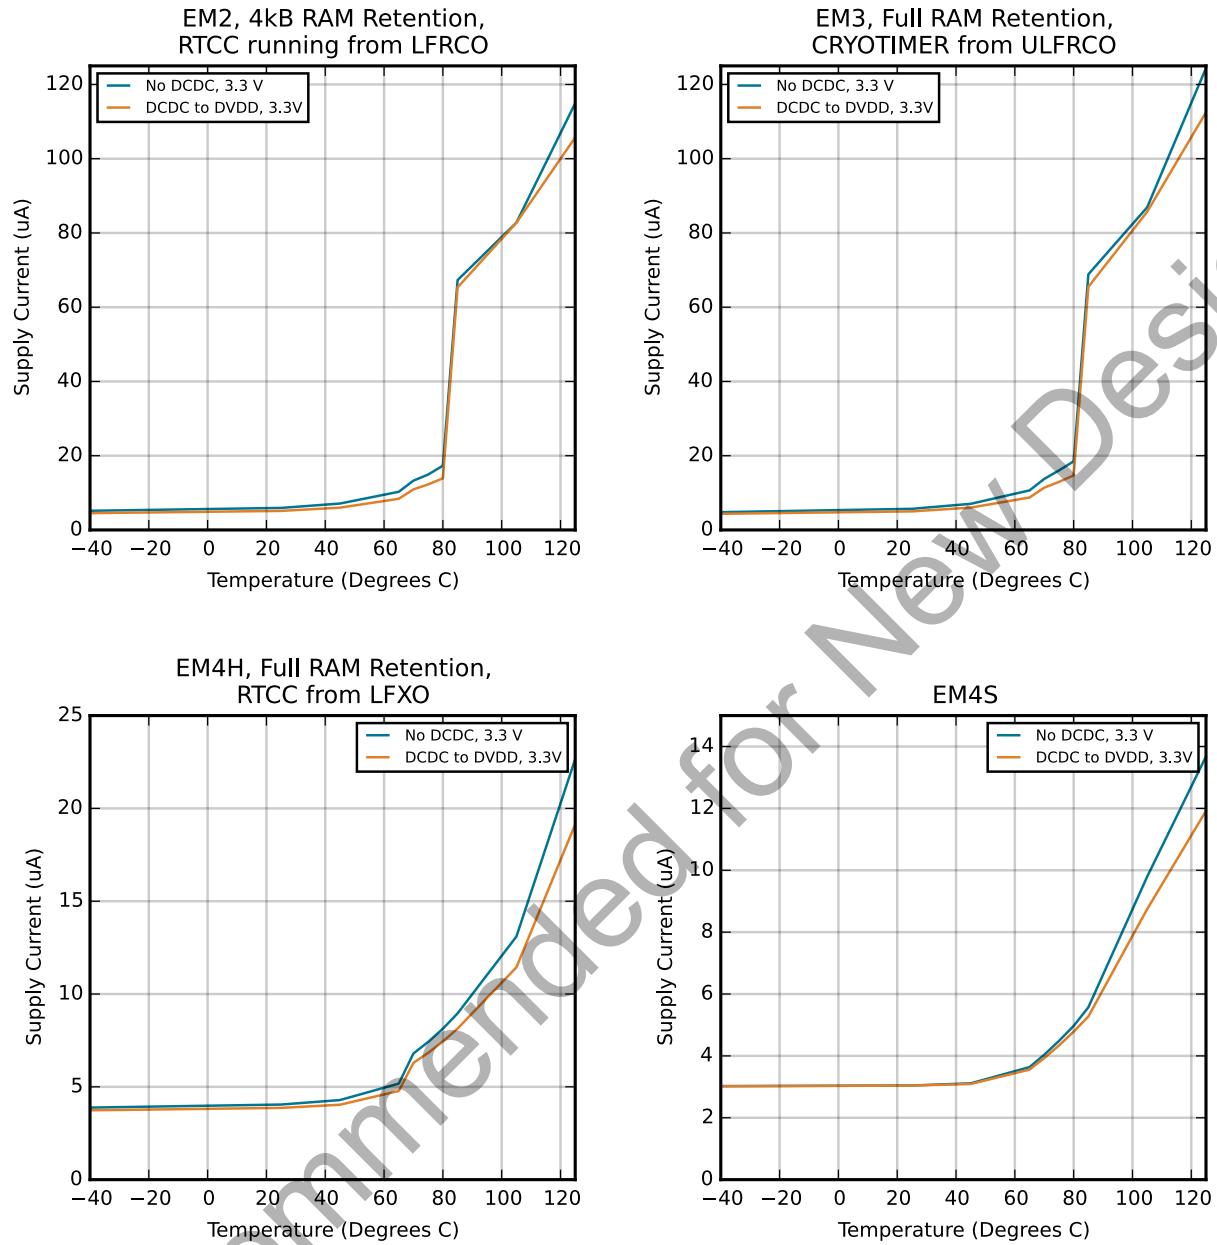 EM2, 4kB RAM Retention,
RTCC running from LFRCO
120
100
80
60
40
20
0
Supply Current (uA)
No DCDC, 3.3 V
DCDC to DVDD, 3.3V
−40 −20 0 20 40 60 80 100 120
Temperature (Degrees C)
EM3, Full RAM Retention,
CRYOTIMER from ULFRCO
120
100
80
60
40
20
0
Supply Current (uA)
No DCDC, 3.3 V
DCDC to DVDD, 3.3V
−40 −20 0 20 40 60 80 100 120
Temperature (Degrees C)
EM4H, Full RAM Retention,
RTCC from LFXO
25
20
15
10
5
0
Supply Current (uA)
No DCDC, 3.3 V
DCDC to DVDD, 3.3V
−40 −20 0 20 40 60 80 100 120
Temperature (Degrees C)
EM4S
14
12
10
8
6
4
2
0
Supply Current (uA)
No DCDC, 3.3 V
DCDC to DVDD, 3.3V
−40 −20 0 20 40 60 80 100 120
Temperature (Degrees C)
mmended for New Desi